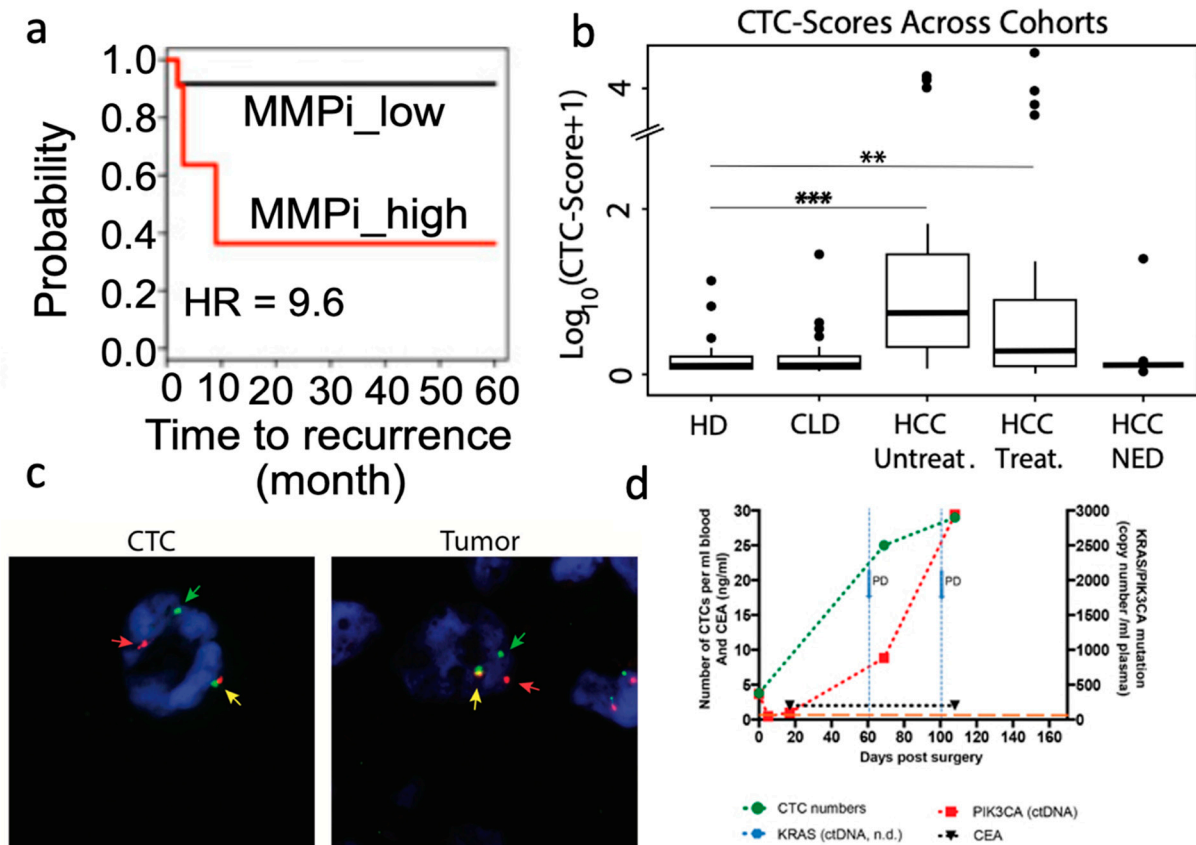 a
1.0
0.8
0.6
0.4
0.2
0.0
Probability
MMPi_low
MMPi_high
HR = 9.6
0 10 20 30 40 50 60
Time to recurrence
(month)
b
CTC-Scores Across Cohorts
Log10(CTC-Score+1)
4
2
0
**
***
HD
CLD
HCC
Untreat.
HCC
Treat.
HCC
NED
c
CTC
Tumor
d
Number of CTCs per ml blood
And CEA (ng/ml)
30
25
20
15
10
5
0
PD
PD
3000
2500
2000
1500
1000
500
0
KRAS/PIK3CA mutation
(copy number /ml plasma)
0 20 40 60 80 100 120 140 160
Days post surgery
CTC numbers
PIK3CA (ctDNA)
KRAS (ctDNA, n.d.)
CEA